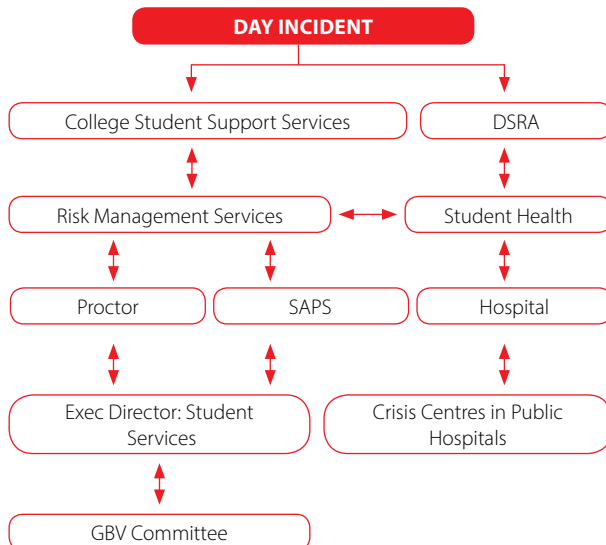 DAY INCIDENT
College Student Support Services
DSRA
Risk Management Services
Student Health
Proctor
SAPS
Hospital
Exec Director: Student
Services
Crisis Centres in Public
Hospitals
GBV Committee